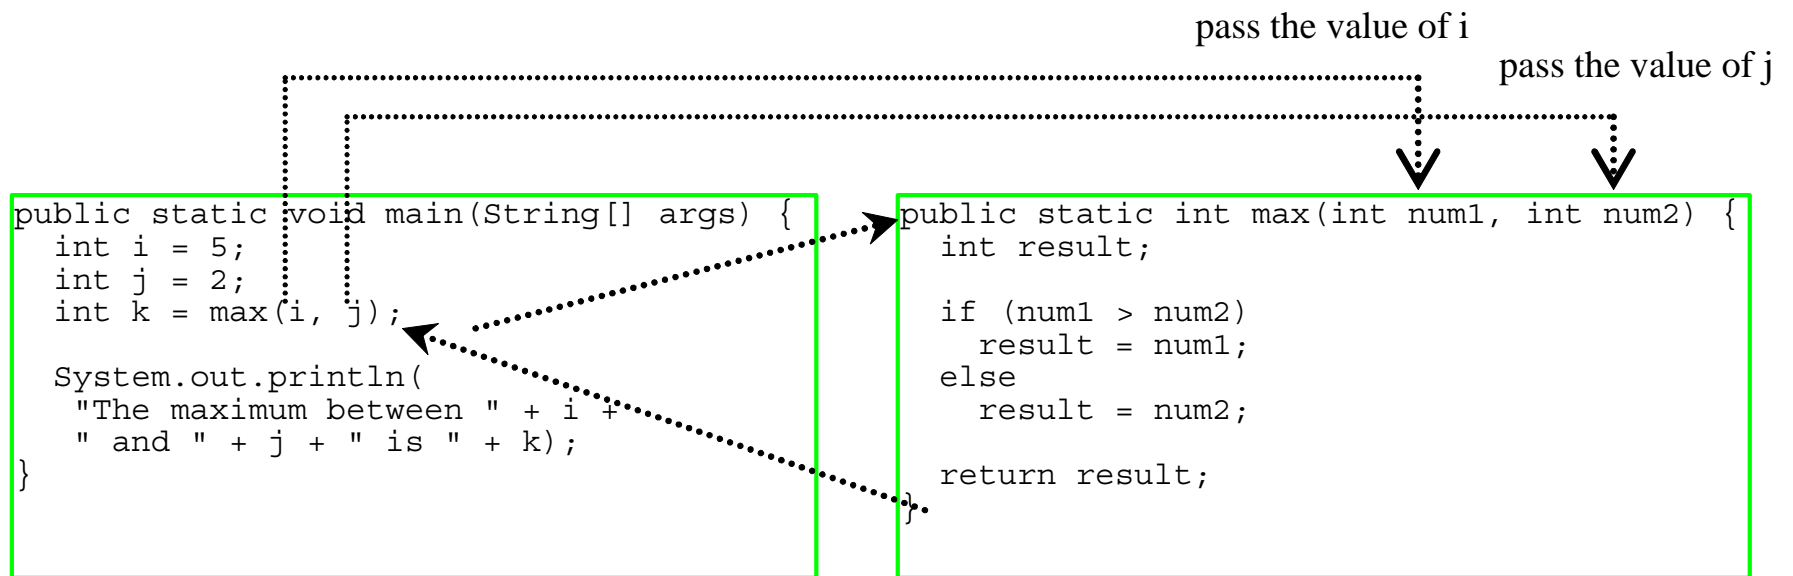 pass the value of i
pass the value of j
public static void main(String[] args) {
  int i = 5;
  int j = 2;
  int k = max(i, j);

  System.out.println(
   "The maximum between " + i +
   " and " + j + " is " + k);
}
public static int max(int num1, int num2) {
  int result;

  if (num1 > num2)
    result = num1;
  else
    result = num2;

  return result;
}